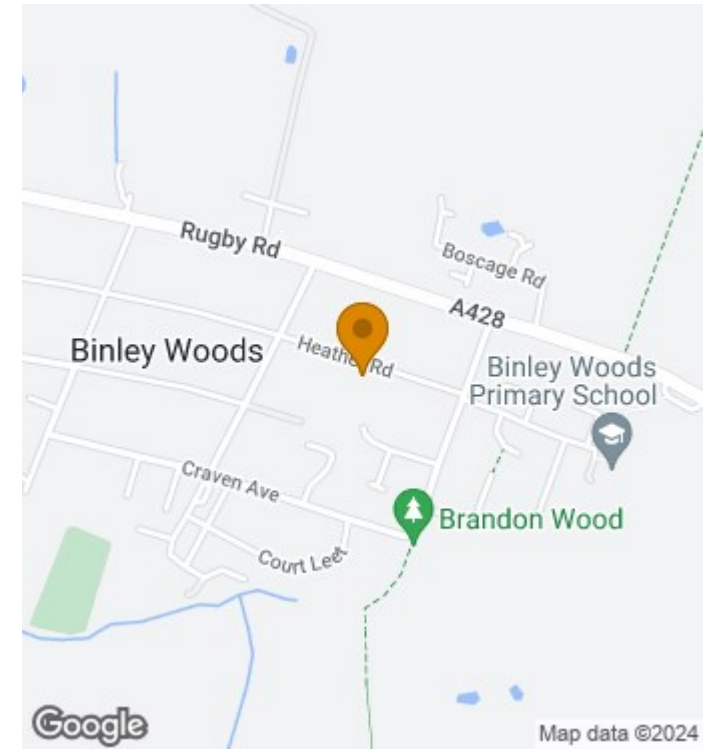 Rugby Rd
Boscage Rd
A428
Heather Rd
Binley Woods
Binley Woods
Primary School
Craven Ave
Brandon Wood
Court Leet
Google
Map data ©2024